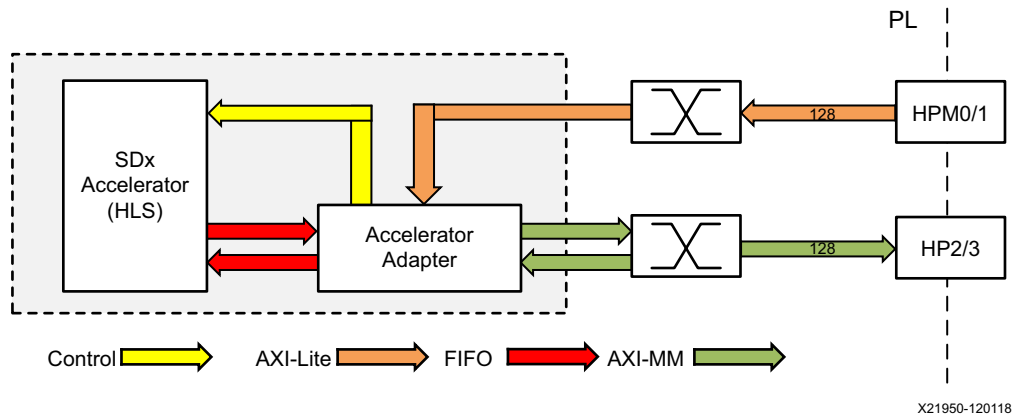 PL
128
HPM0/1
SDx
Accelerator
(HLS)
Accelerator
Adapter
128
HP2/3
Control
AXI-Lite
FIFO
AXI-MM
X21950-120118